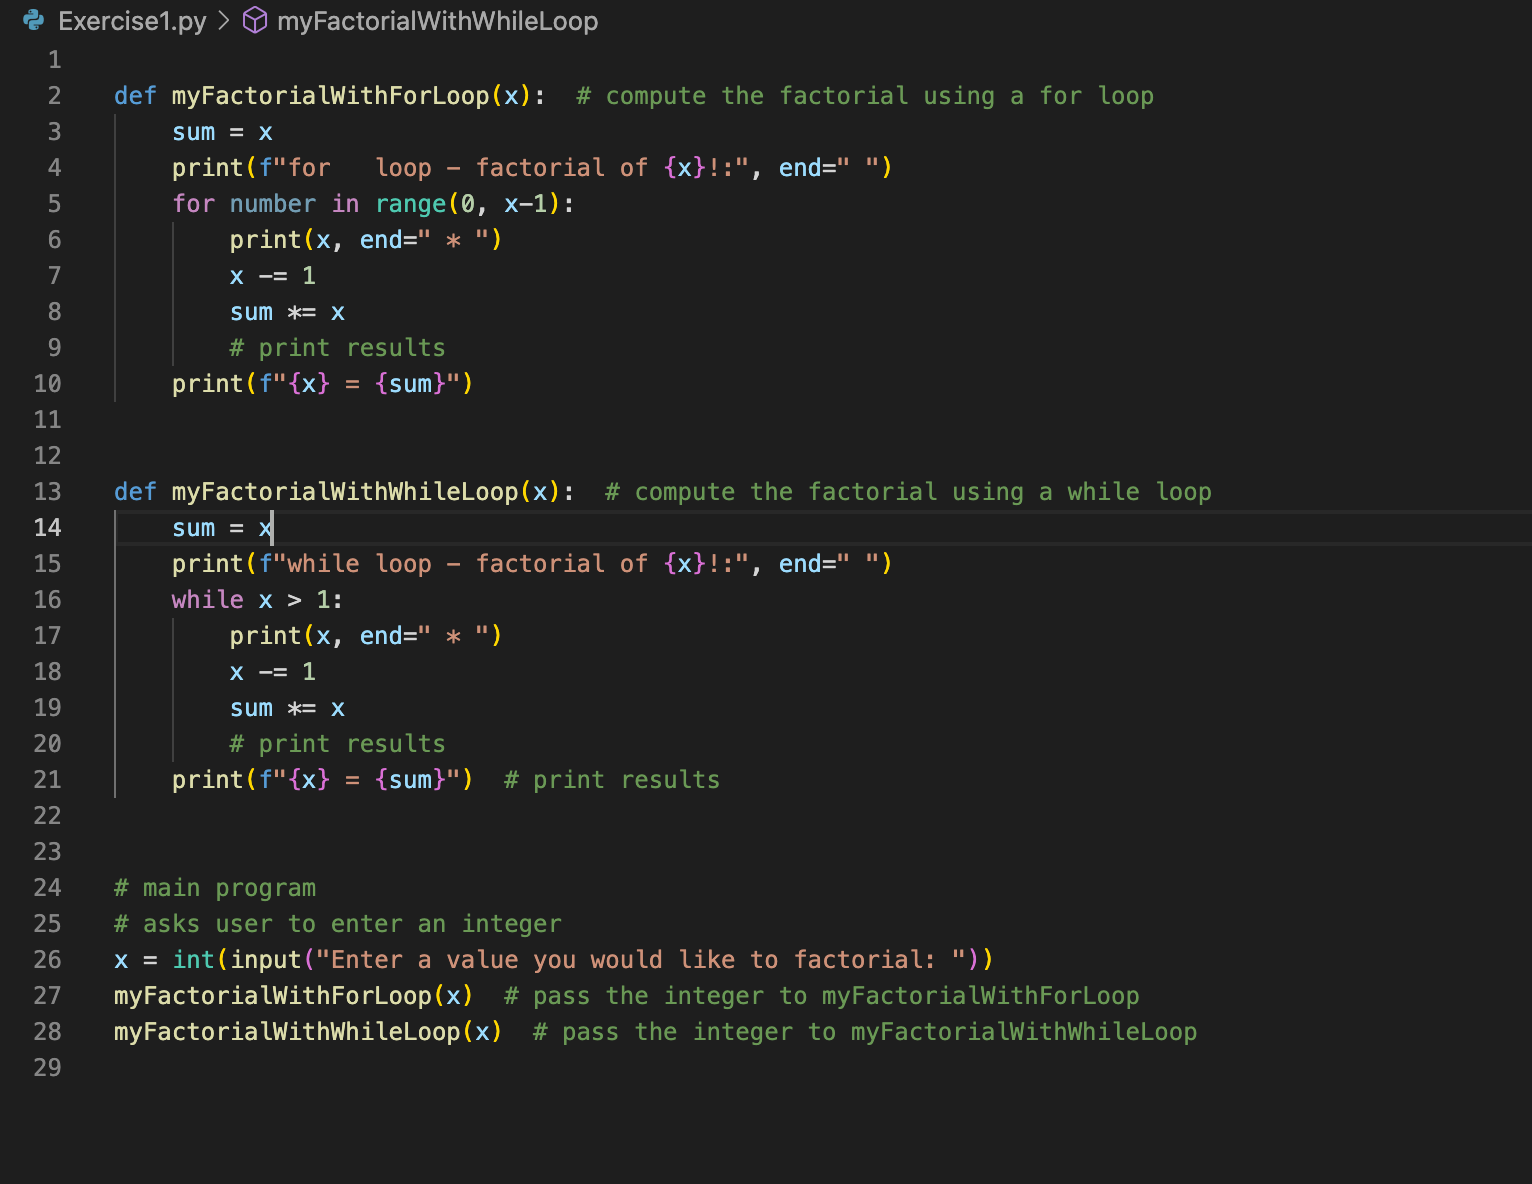 Exercise1.py > myFactorialWithWhileLoop
1
2 def myFactorialWithForLoop(x):  # compute the factorial using a for loop
3     sum = x
4     print(f"for   loop - factorial of {x}!:", end=" ")
5     for number in range(0, x-1):
6         print(x, end=" * ")
7         x -= 1
8         sum *= x
9         # print results
10     print(f"{x} = {sum}")
11
12
13 def myFactorialWithWhileLoop(x):  # compute the factorial using a while loop
14     sum = x
15     print(f"while loop - factorial of {x}!:", end=" ")
16     while x > 1:
17         print(x, end=" * ")
18         x -= 1
19         sum *= x
20         # print results
21     print(f"{x} = {sum}")  # print results
22
23
24 # main program
25 # asks user to enter an integer
26 x = int(input("Enter a value you would like to factorial: "))
27 myFactorialWithForLoop(x)  # pass the integer to myFactorialWithForLoop
28 myFactorialWithWhileLoop(x)  # pass the integer to myFactorialWithWhileLoop
29